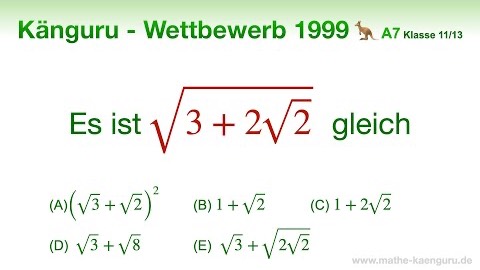 Känguru - Wettbewerb 1999 🦘 A7 Klasse 11/13
Es ist √(3 + 2√2) gleich
(A) (√3 + √2)² (B) 1 + √2 (C) 1 + 2√2
(D) √3 + √8 (E) √3 + √(2√2)
www.mathe-kaenguru.de